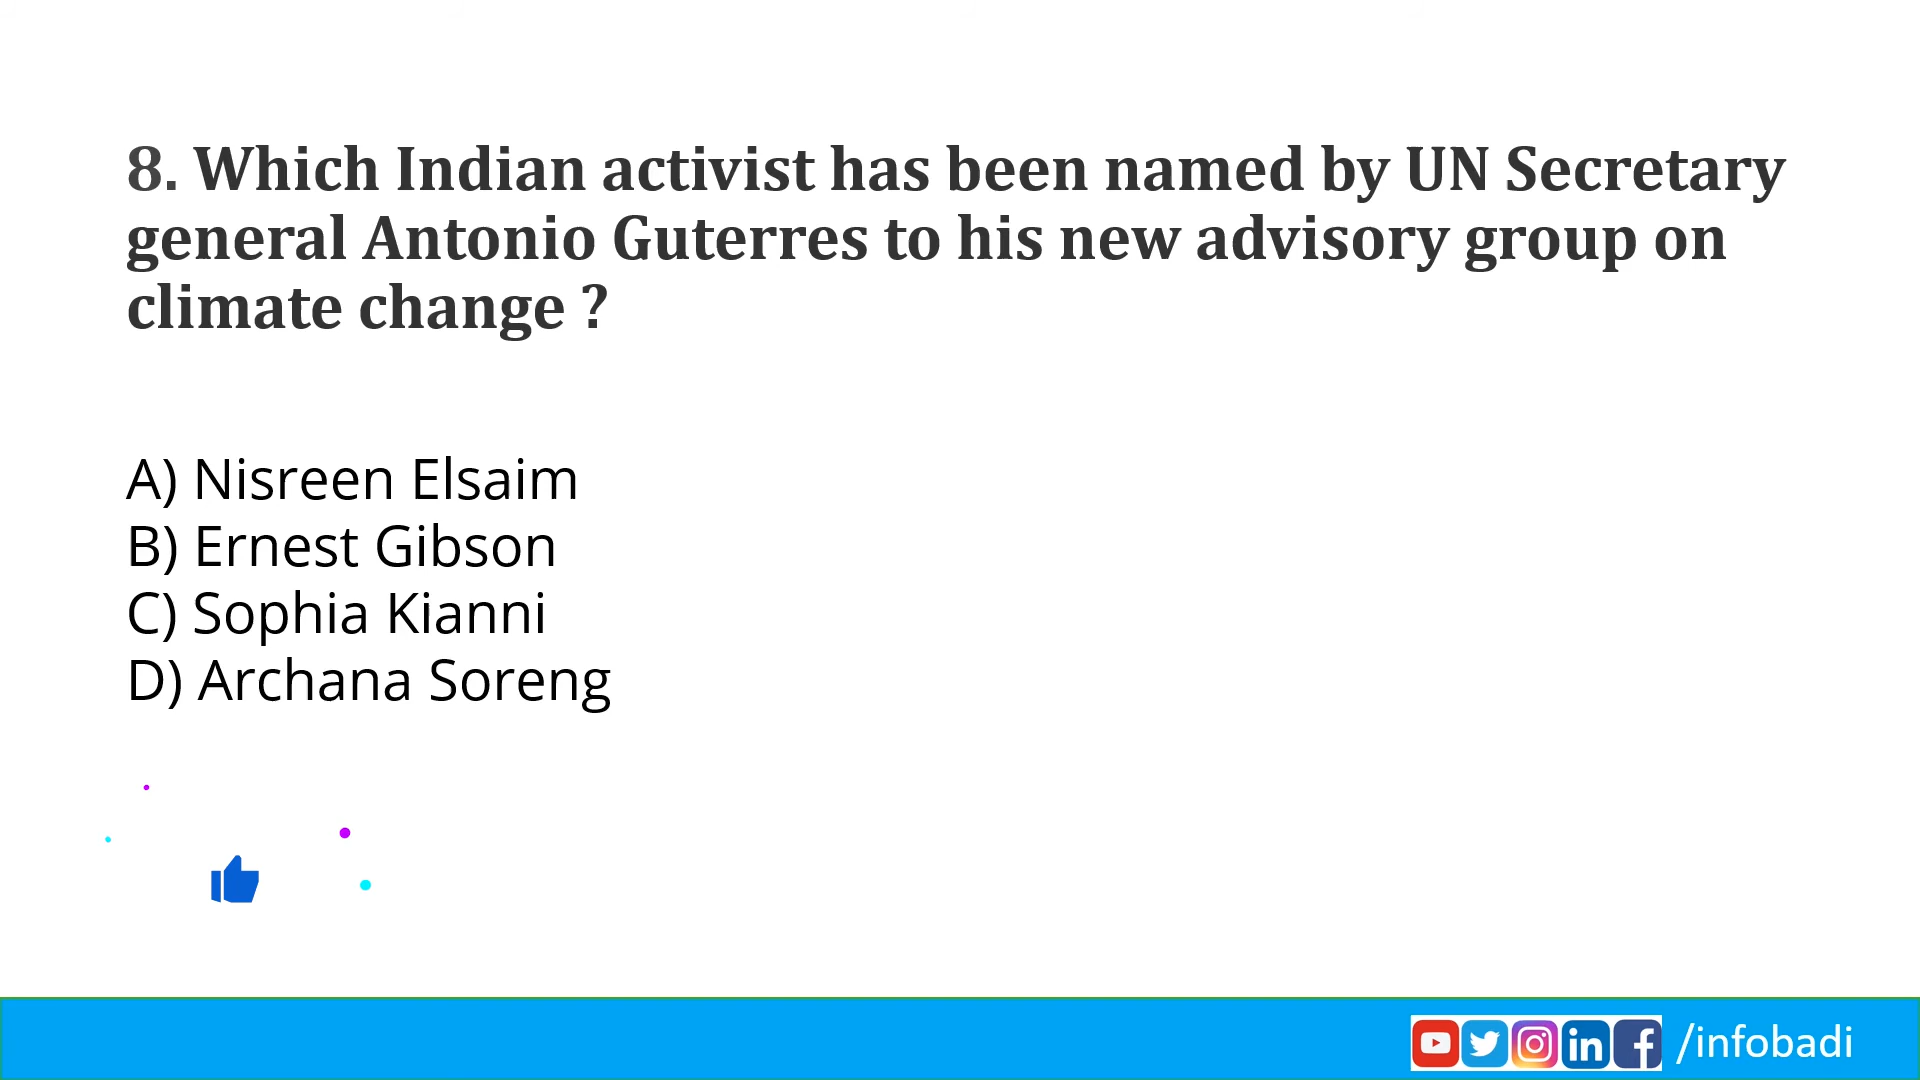 8. Which Indian activist has been named by UN Secretary
general Antonio Guterres to his new advisory group on
climate change ?
A) Nisreen Elsaim
B) Ernest Gibson
C) Sophia Kianni
D) Archana Soreng
/infobadi